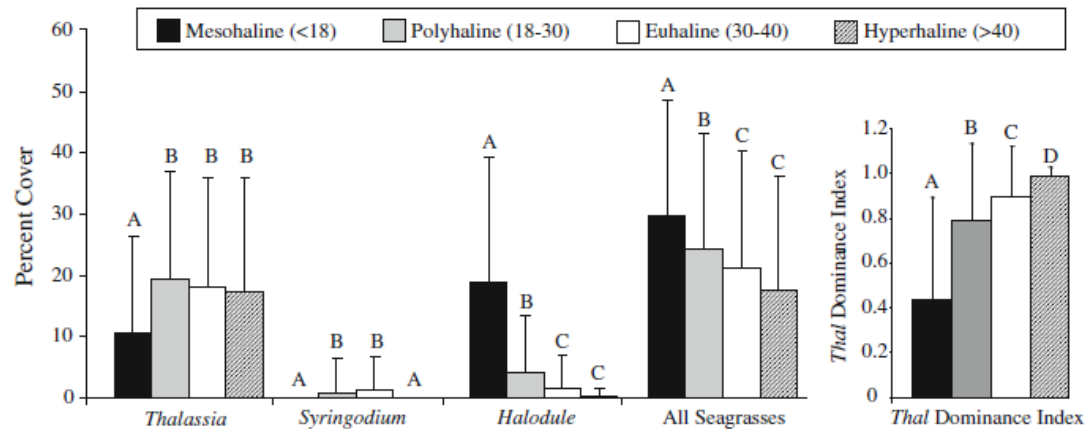 Mesohaline (<18) Polyhaline (18-30) Euhaline (30-40) Hyperhaline (>40)
60
50
40
30
20
10
0
Percent Cover
A B B B
A B B A
A B C C
A B C C
Thalassia Syringodium Halodule All Seagrasses
1.2
1.0
0.8
0.6
0.4
0.2
0
Thal Dominance Index
A B C D
Thal Dominance Index